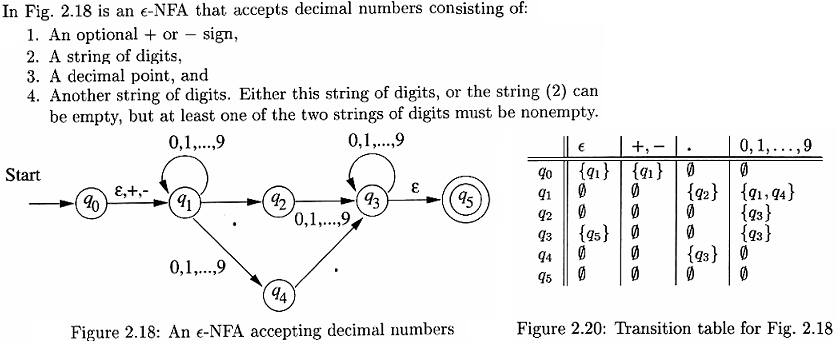 In Fig. 2.18 is an ϵ-NFA that accepts decimal numbers consisting of:
1. An optional + or − sign,
2. A string of digits,
3. A decimal point, and
4. Another string of digits. Either this string of digits, or the string (2) can
be empty, but at least one of the two strings of digits must be nonempty.
0,1,...,9
0,1,...,9
Start
ε,+,-
ε
q0
q1
q2
q3
q5
.
0,1,...,9
0,1,...,9
.
q4
Figure 2.18: An ϵ-NFA accepting decimal numbers
ϵ +,− . 0,1,...,9
q0 {q1} {q1} ∅ ∅
q1 ∅ ∅ {q2} {q1,q4}
q2 ∅ ∅ ∅ {q3}
q3 {q5} ∅ ∅ {q3}
q4 ∅ ∅ {q3} ∅
q5 ∅ ∅ ∅ ∅
Figure 2.20: Transition table for Fig. 2.18